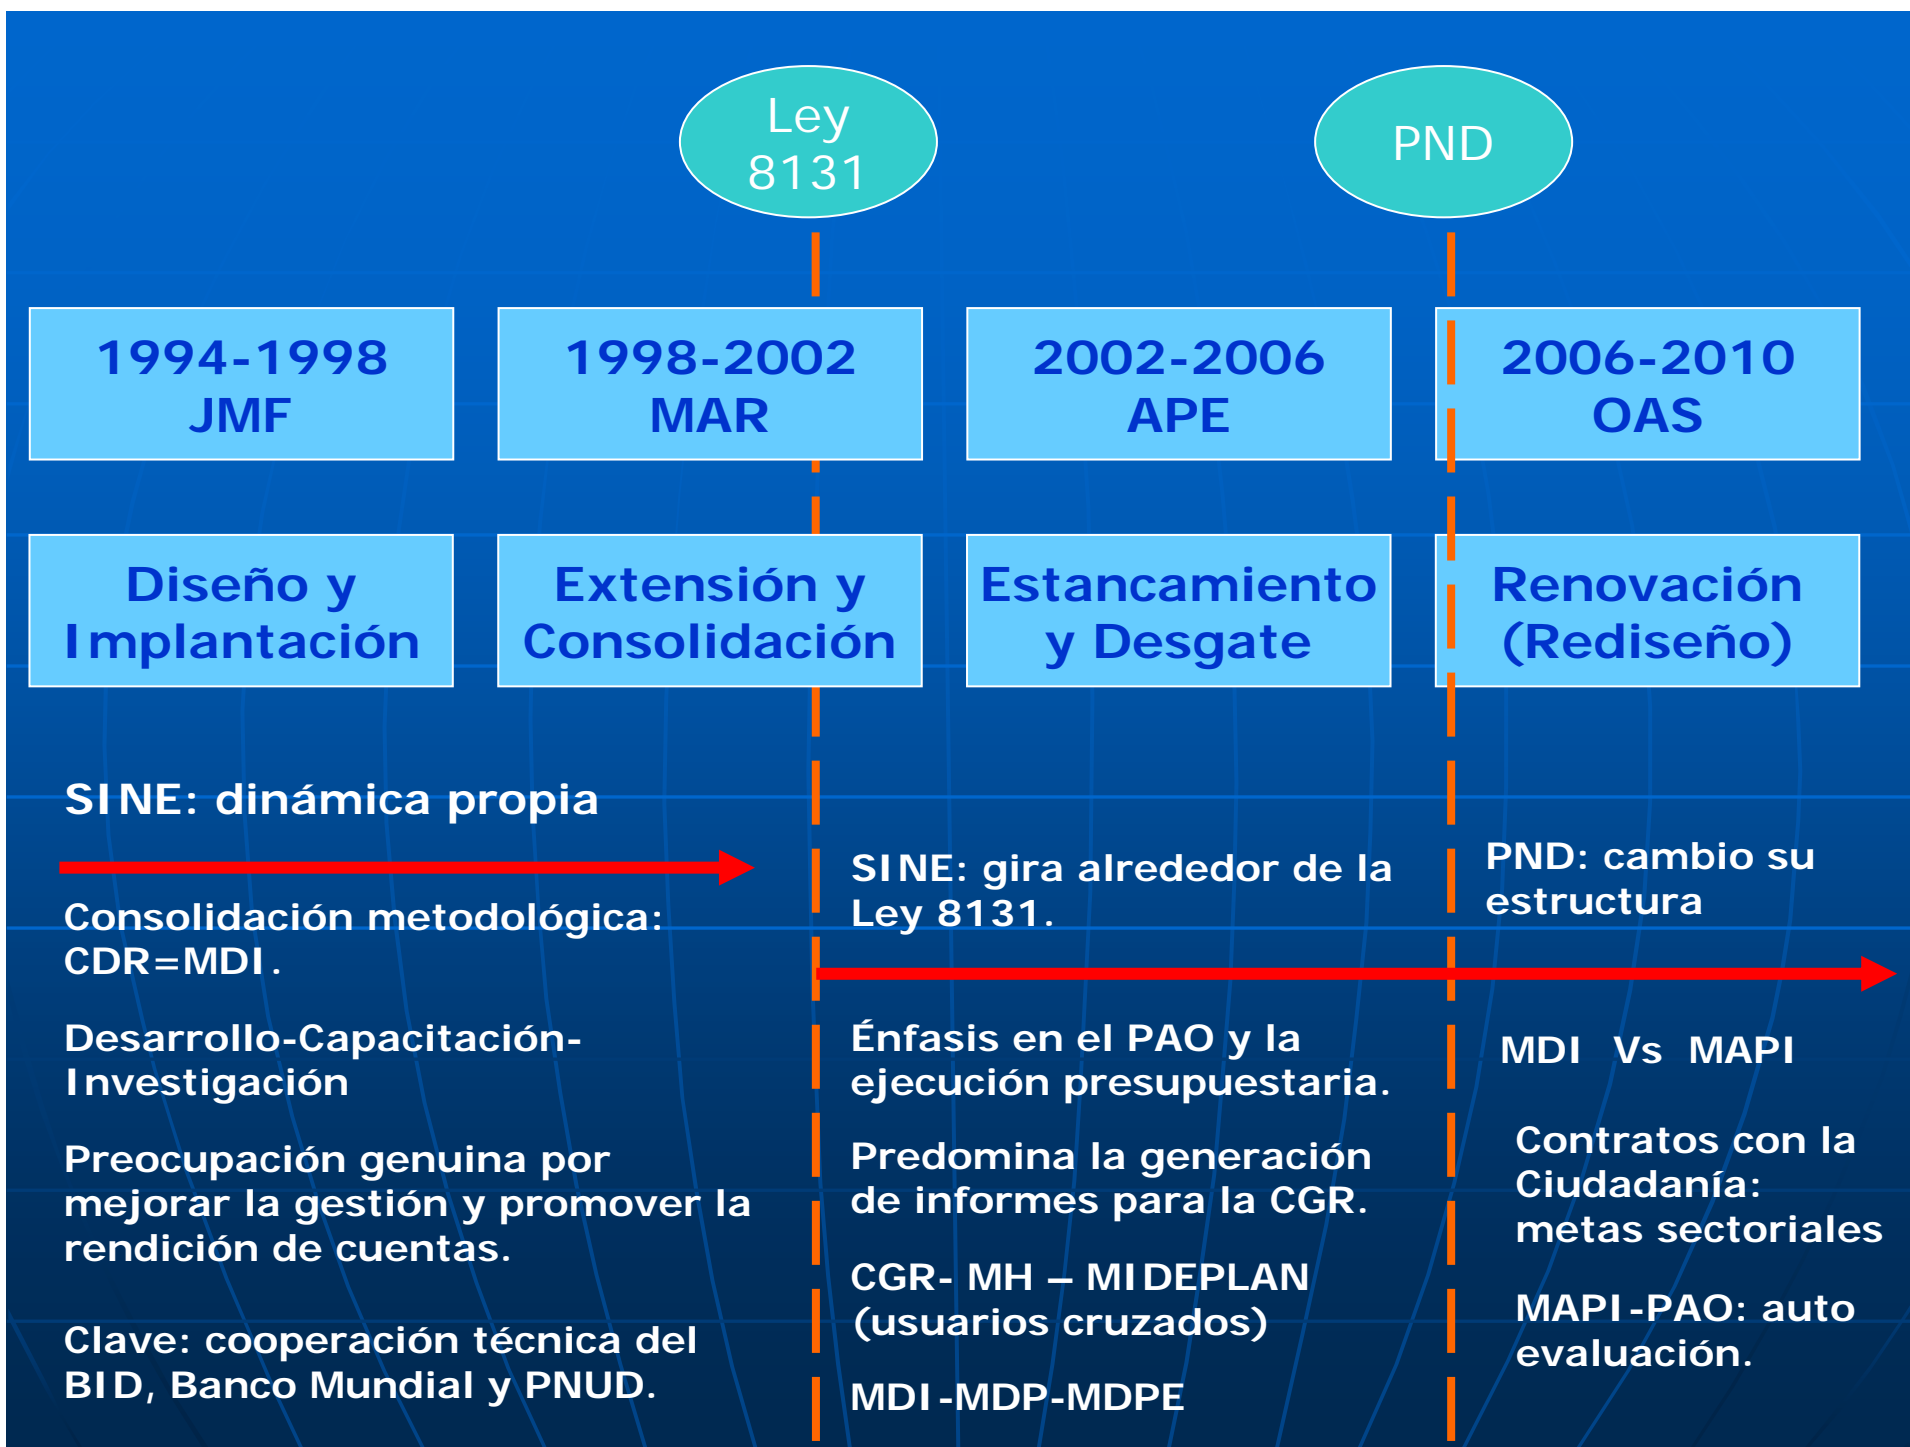 Ley
8131
PND
1994-1998
JMF
1998-2002
MAR
2002-2006
APE
2006-2010
OAS
Diseño y
Implantación
Extensión y
Consolidación
Estancamiento
y Desgate
Renovación
(Rediseño)
SINE: dinámica propia
Consolidación metodológica:
CDR=MDI.
Desarrollo-Capacitación-
Investigación
Preocupación genuina por
mejorar la gestión y promover la
rendición de cuentas.
Clave: cooperación técnica del
BID, Banco Mundial y PNUD.
SINE: gira alrededor de la
Ley 8131.
Énfasis en el PAO y la
ejecución presupuestaria.
Predomina la generación
de informes para la CGR.
CGR- MH – MIDEPLAN
(usuarios cruzados)
MDI-MDP-MDPE
PND: cambio su
estructura
MDI Vs MAPI
Contratos con la
Ciudadanía:
metas sectoriales
MAPI-PAO: auto
evaluación.